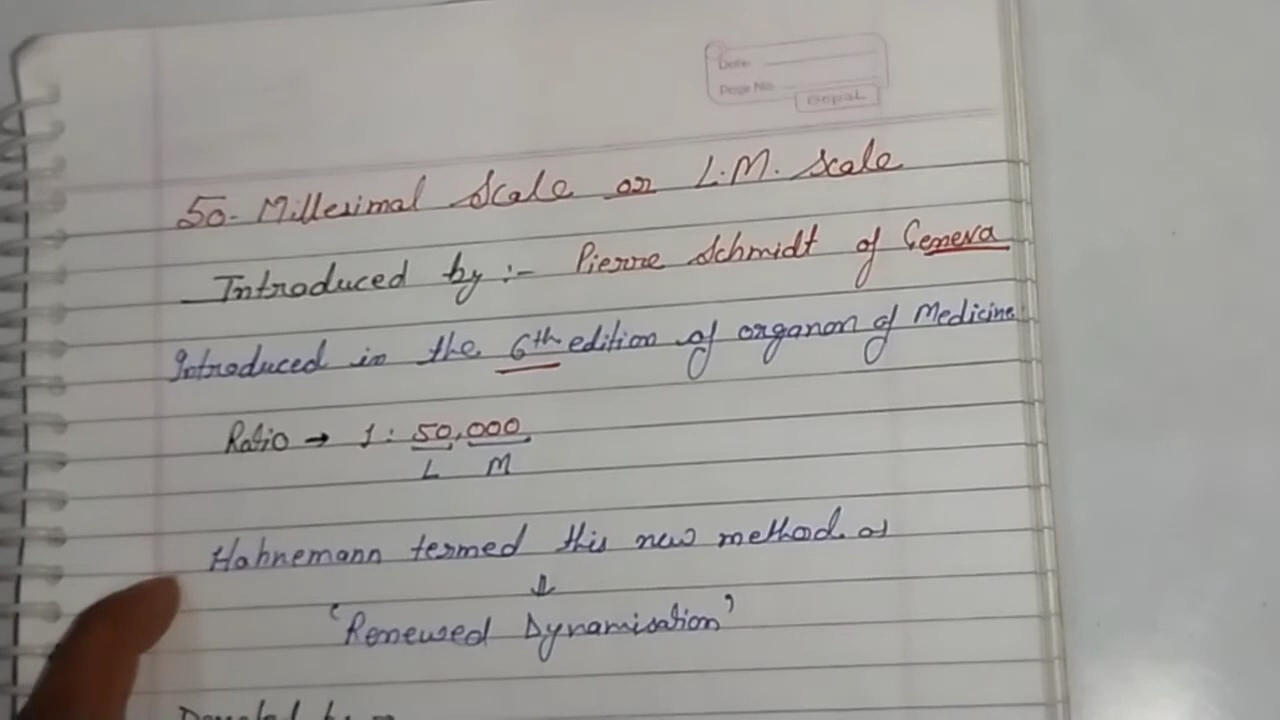 Date
Page No.
Gopal
50-Millesimal Scale or L.M. Scale
Introduced by :- Pierre Schmidt of Geneva
Introduced in the 6th edition of organon of Medicine
Ratio → 1 : 50,000
L M
Hahnemann termed this new method as
↓
'Renewed Dynamisation'